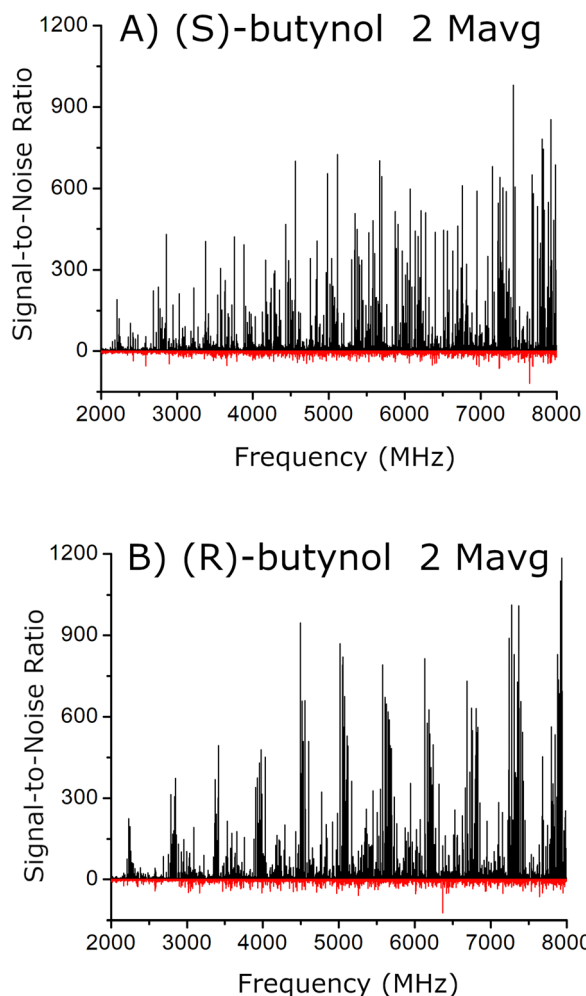 A) (S)-butynol 2 Mavg
1200
900
600
300
0
Signal-to-Noise Ratio
2000 3000 4000 5000 6000 7000 8000
Frequency (MHz)
B) (R)-butynol 2 Mavg
1200
900
600
300
0
Signal-to-Noise Ratio
2000 3000 4000 5000 6000 7000 8000
Frequency (MHz)